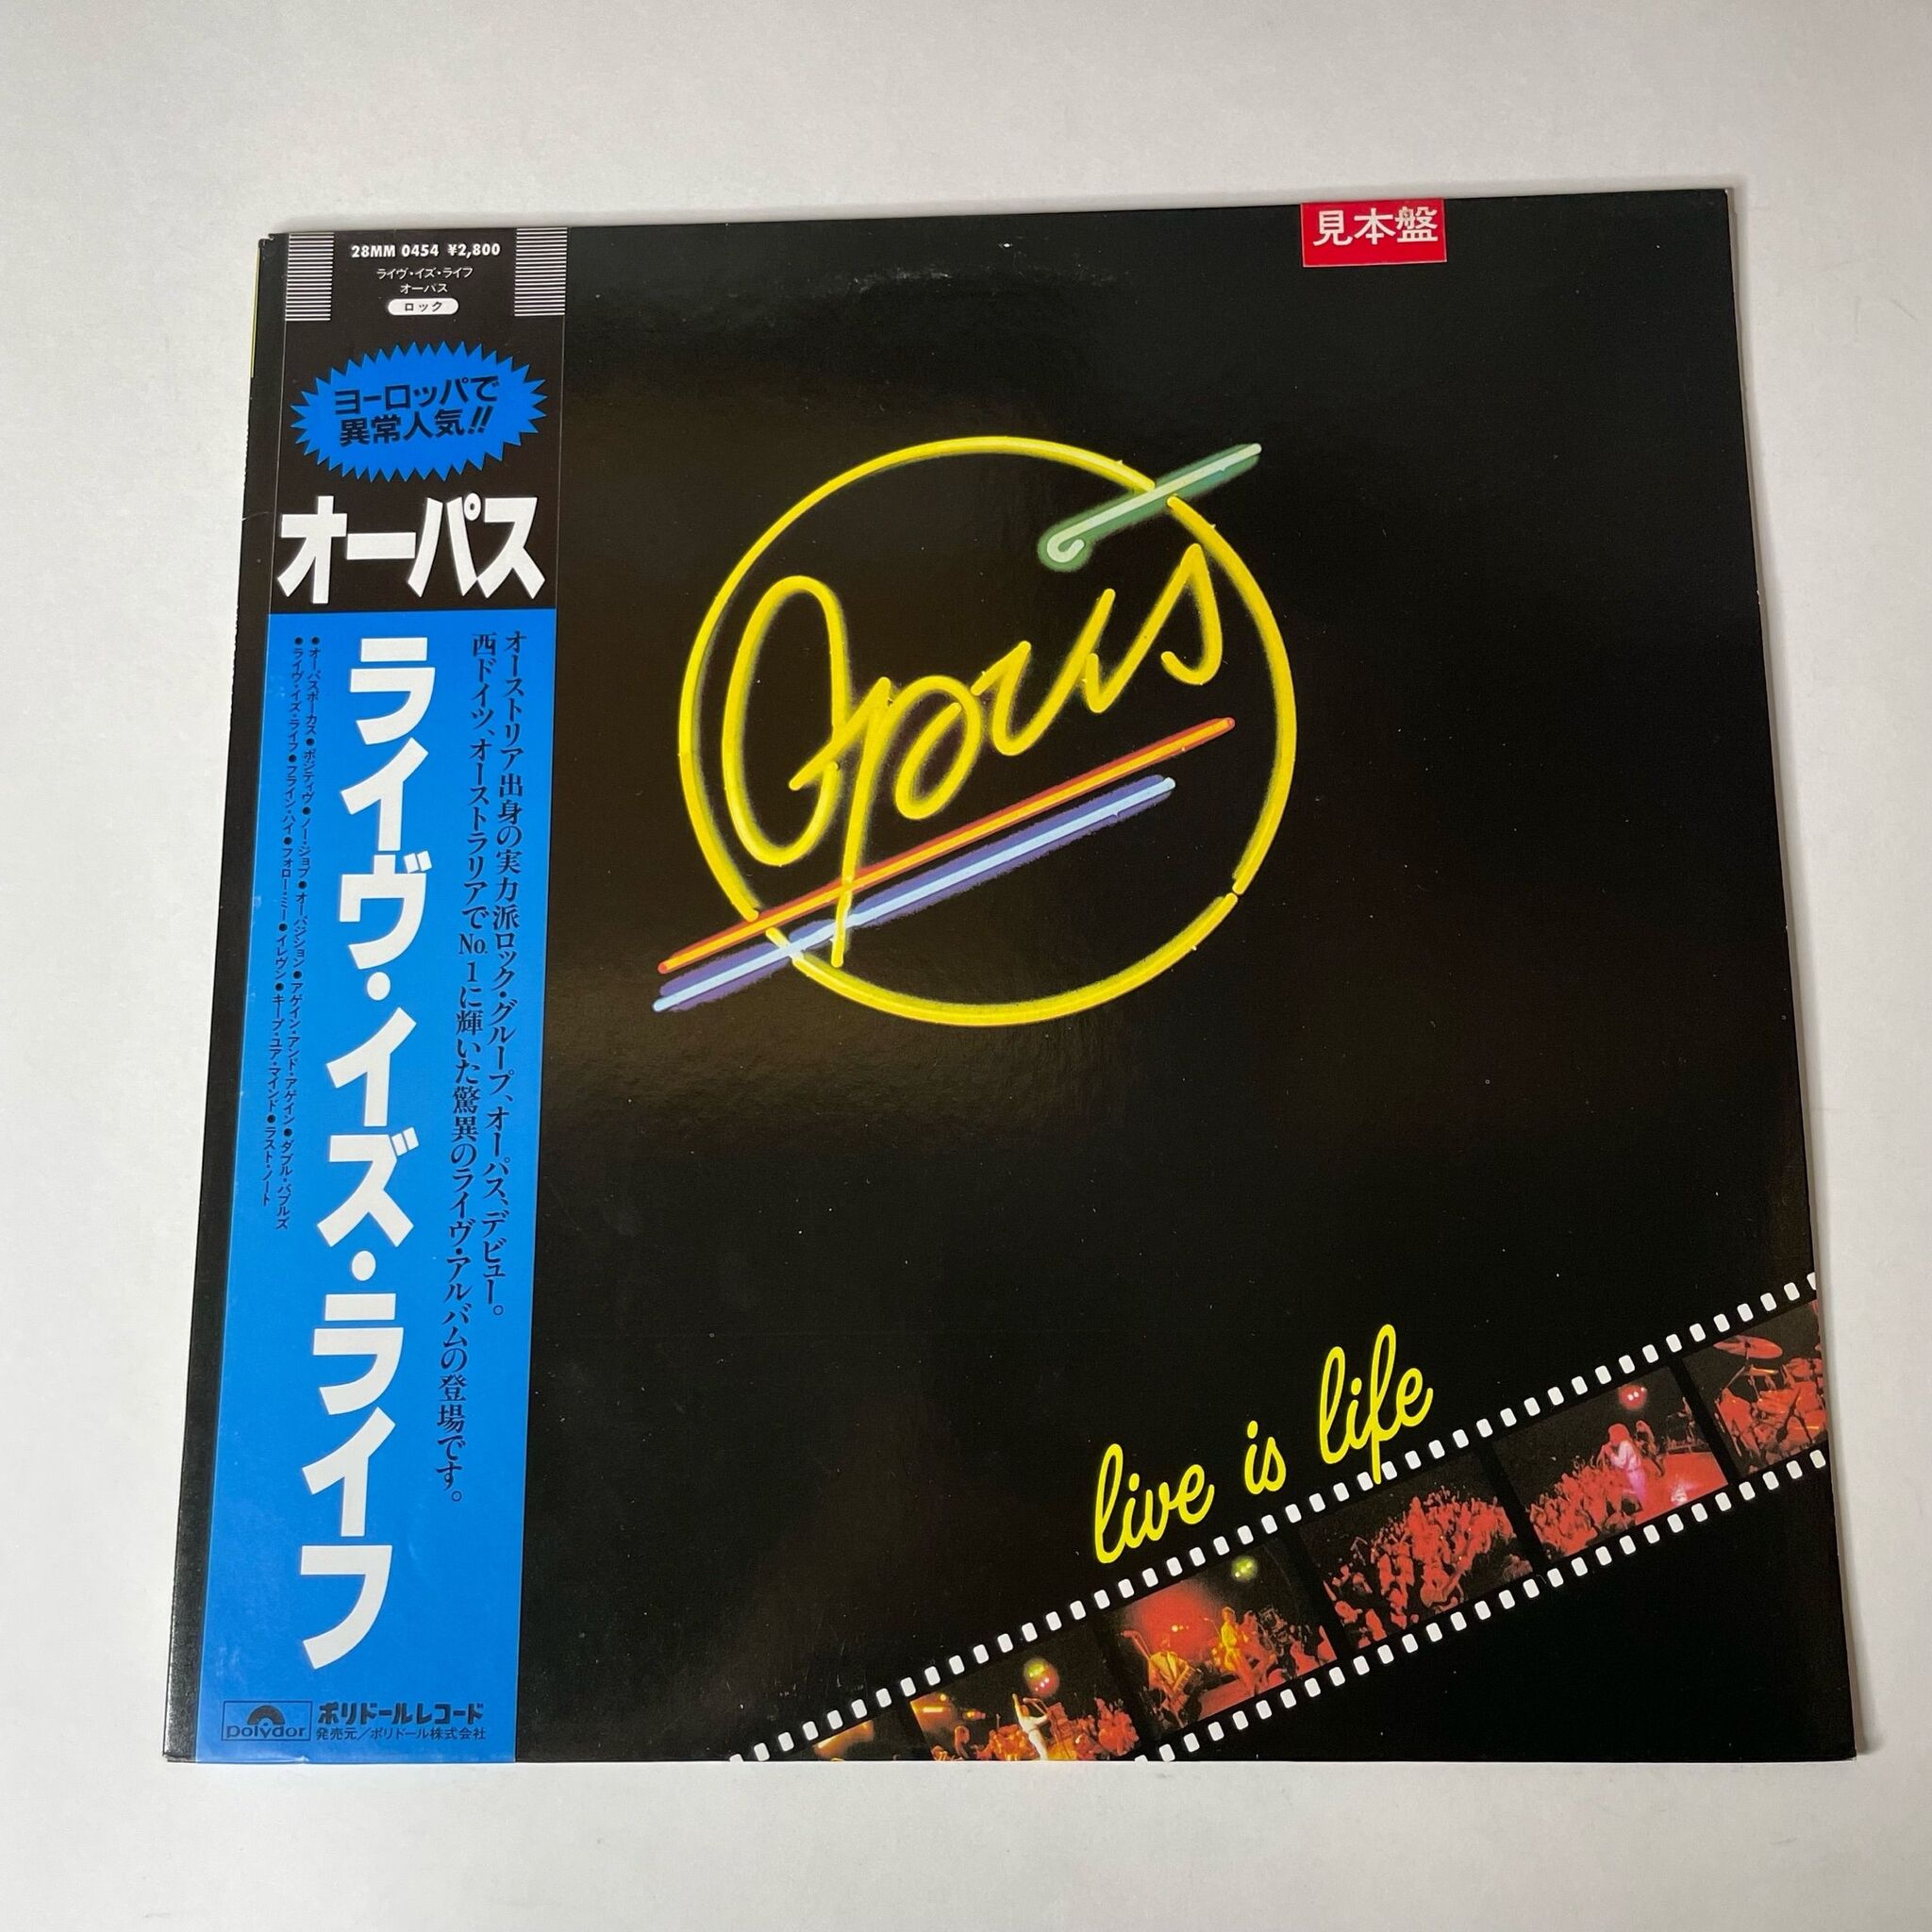 見本盤
28MM 0454 ¥2,800
ライヴ・イズ・ライフ
オーパス
ロック
ヨーロッパで
異常人気!!
オーパス
オーストリア出身の実力派ロック・グループ、オーパス、デビュー。
西ドイツ、オーストラリアでNo.1に輝いた驚異のライヴ・アルバムの登場です。
ライヴ・イズ・ライフ
●オーパスポーカス●ポジティヴ●ノー・ジョブ●オーパジション●アゲイン・アンド・アゲイン●ダブル・バブルズ
●ライヴ・イズ・ライフ●フライン・ハイ●フォロー・ミー●イレヴン●キープ・ユア・マインド●ラスト・ノート
polydor
ポリドールレコード
発売元/ポリドール株式会社
Opus
live is life